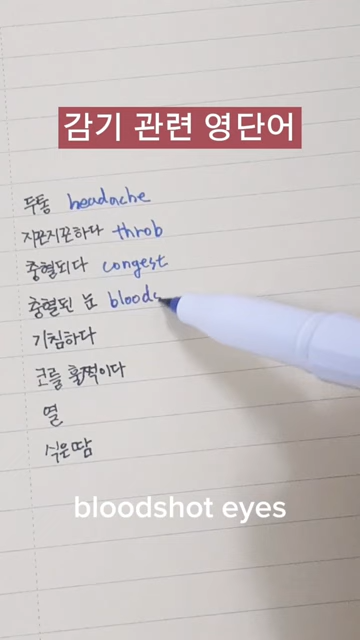 감기 관련 영단어
두통 headache
지끈지끈하다 throb
충혈되다 congest
충혈된 눈 bloods
기침하다
코를 훌쩍이다
열
식은땀
bloodshot eyes